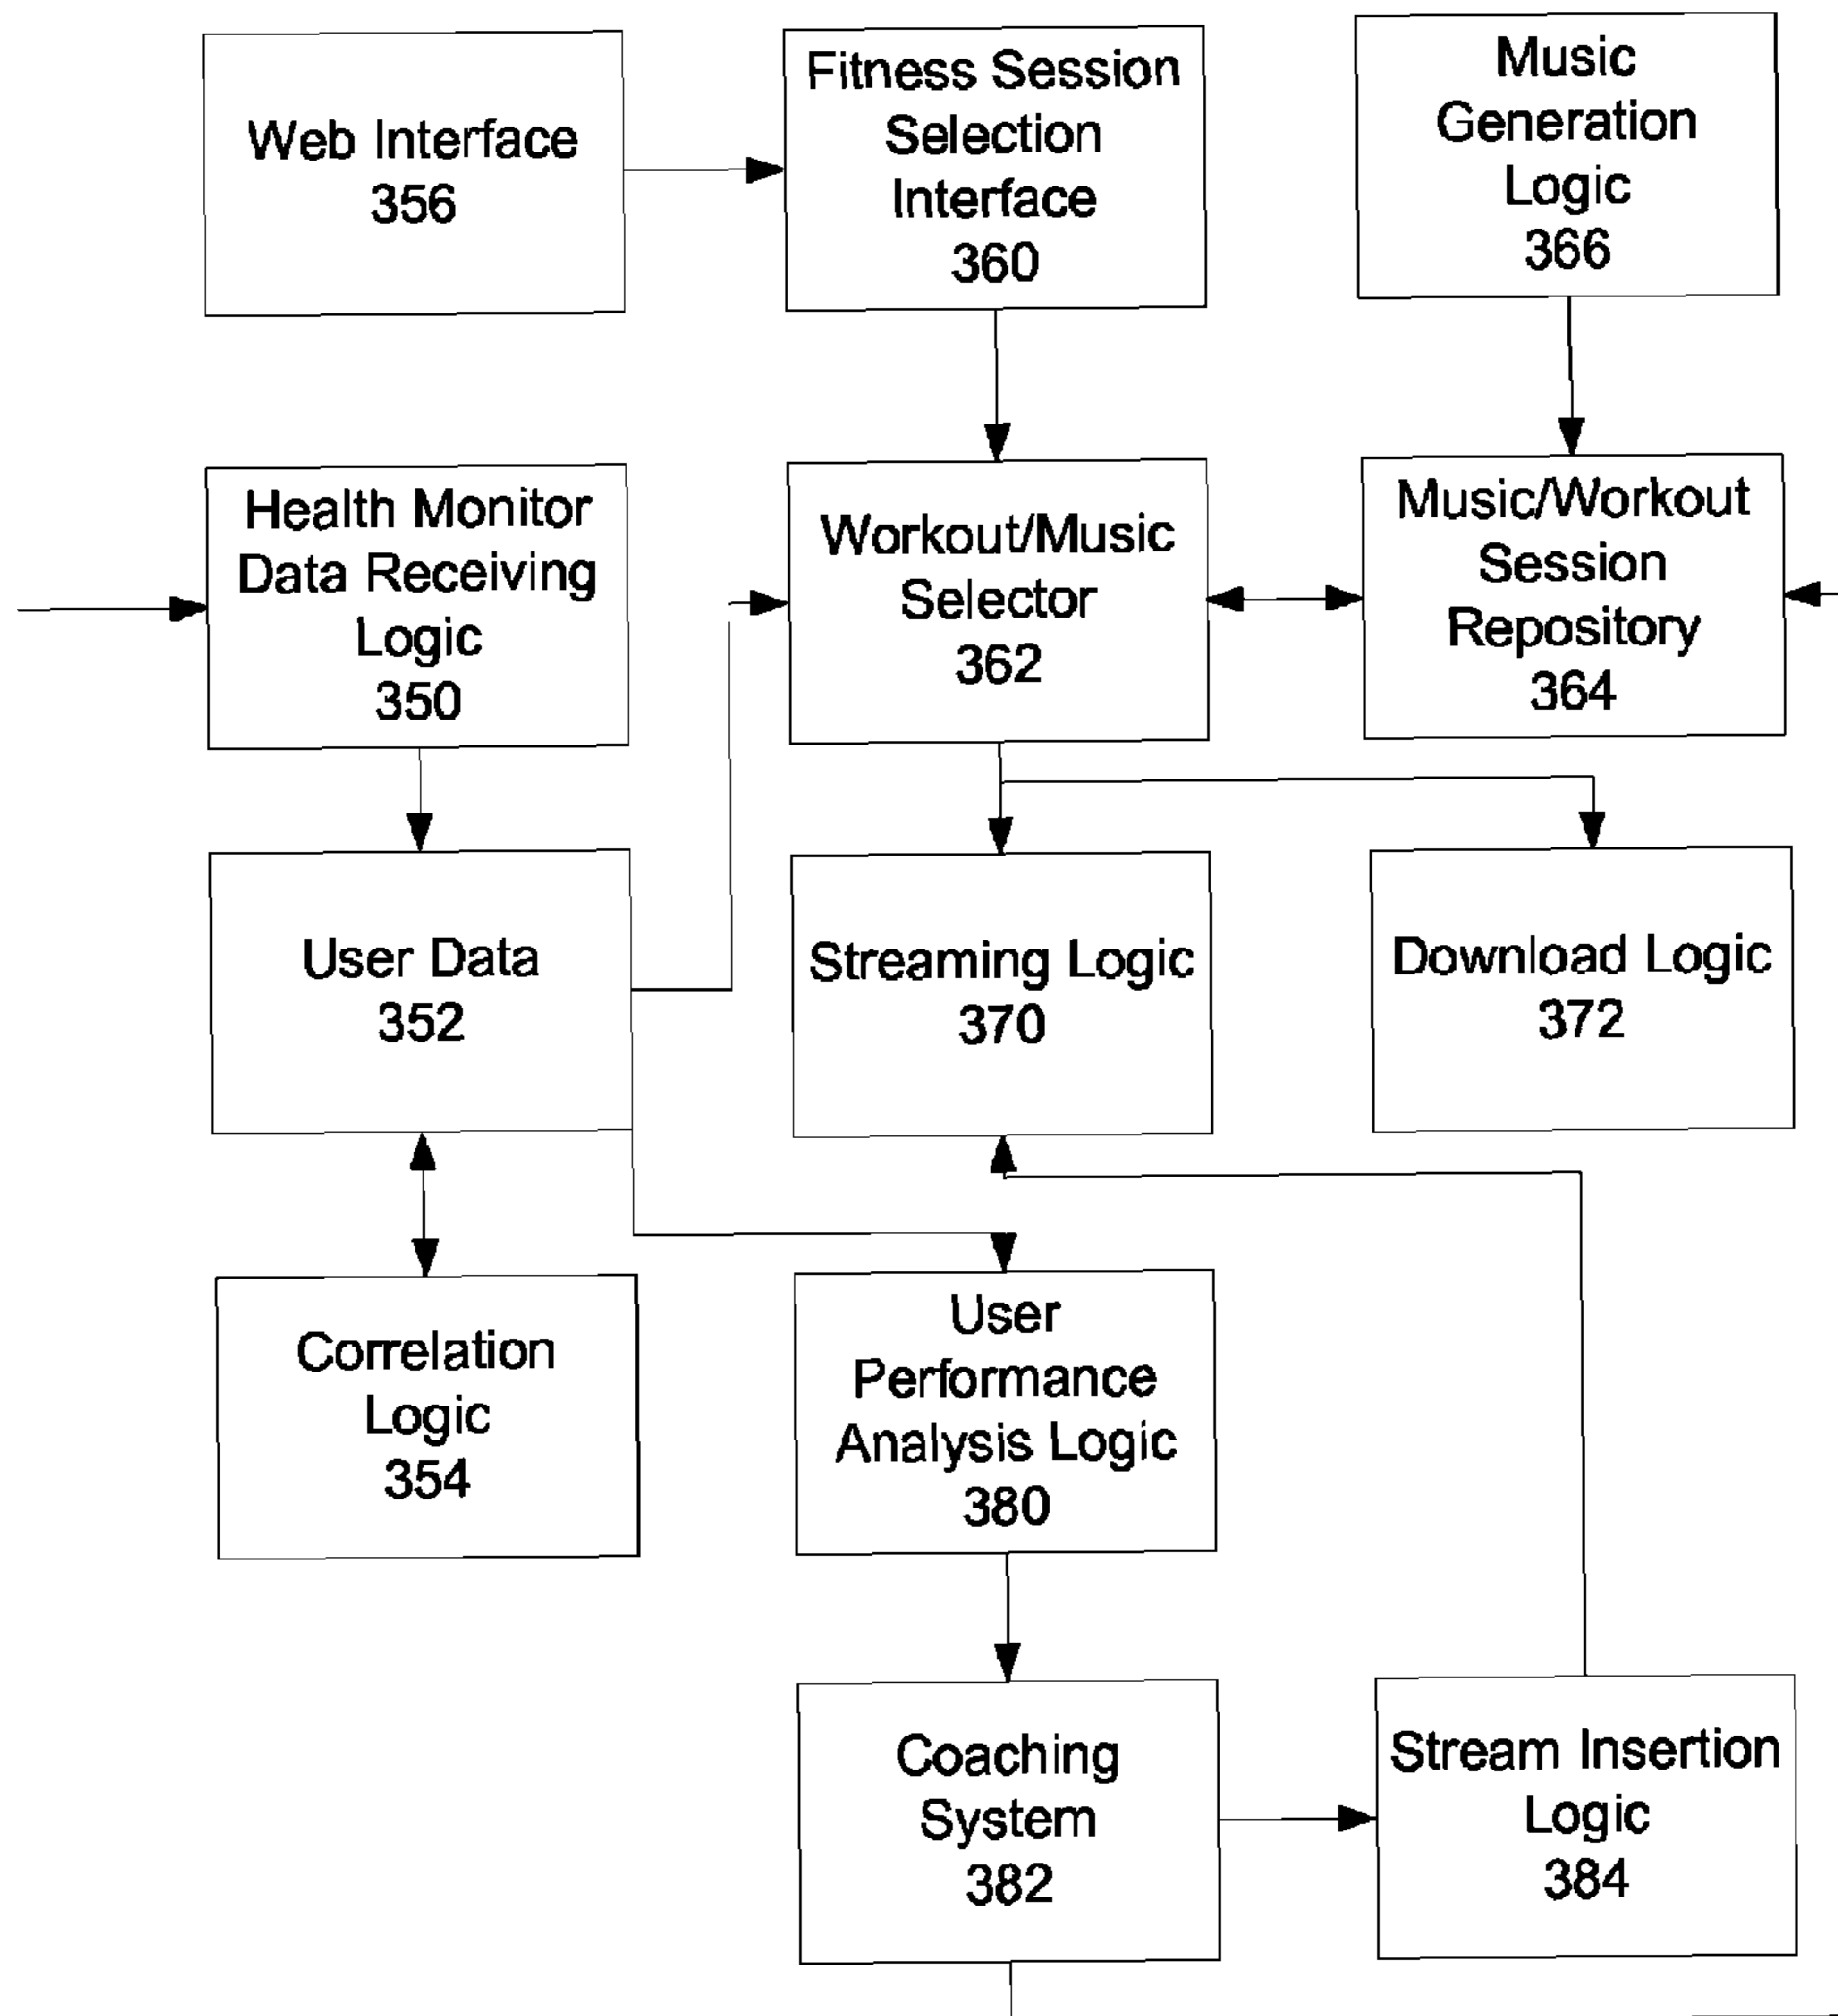 Web Interface
356
Fitness Session
Selection
Interface
360
Music
Generation
Logic
366
Health Monitor
Data Receiving
Logic
350
Workout/Music
Selector
362
Music/Workout
Session
Repository
364
User Data
352
Streaming Logic
370
Download Logic
372
Correlation
Logic
354
User
Performance
Analysis Logic
380
Coaching
System
382
Stream Insertion
Logic
384